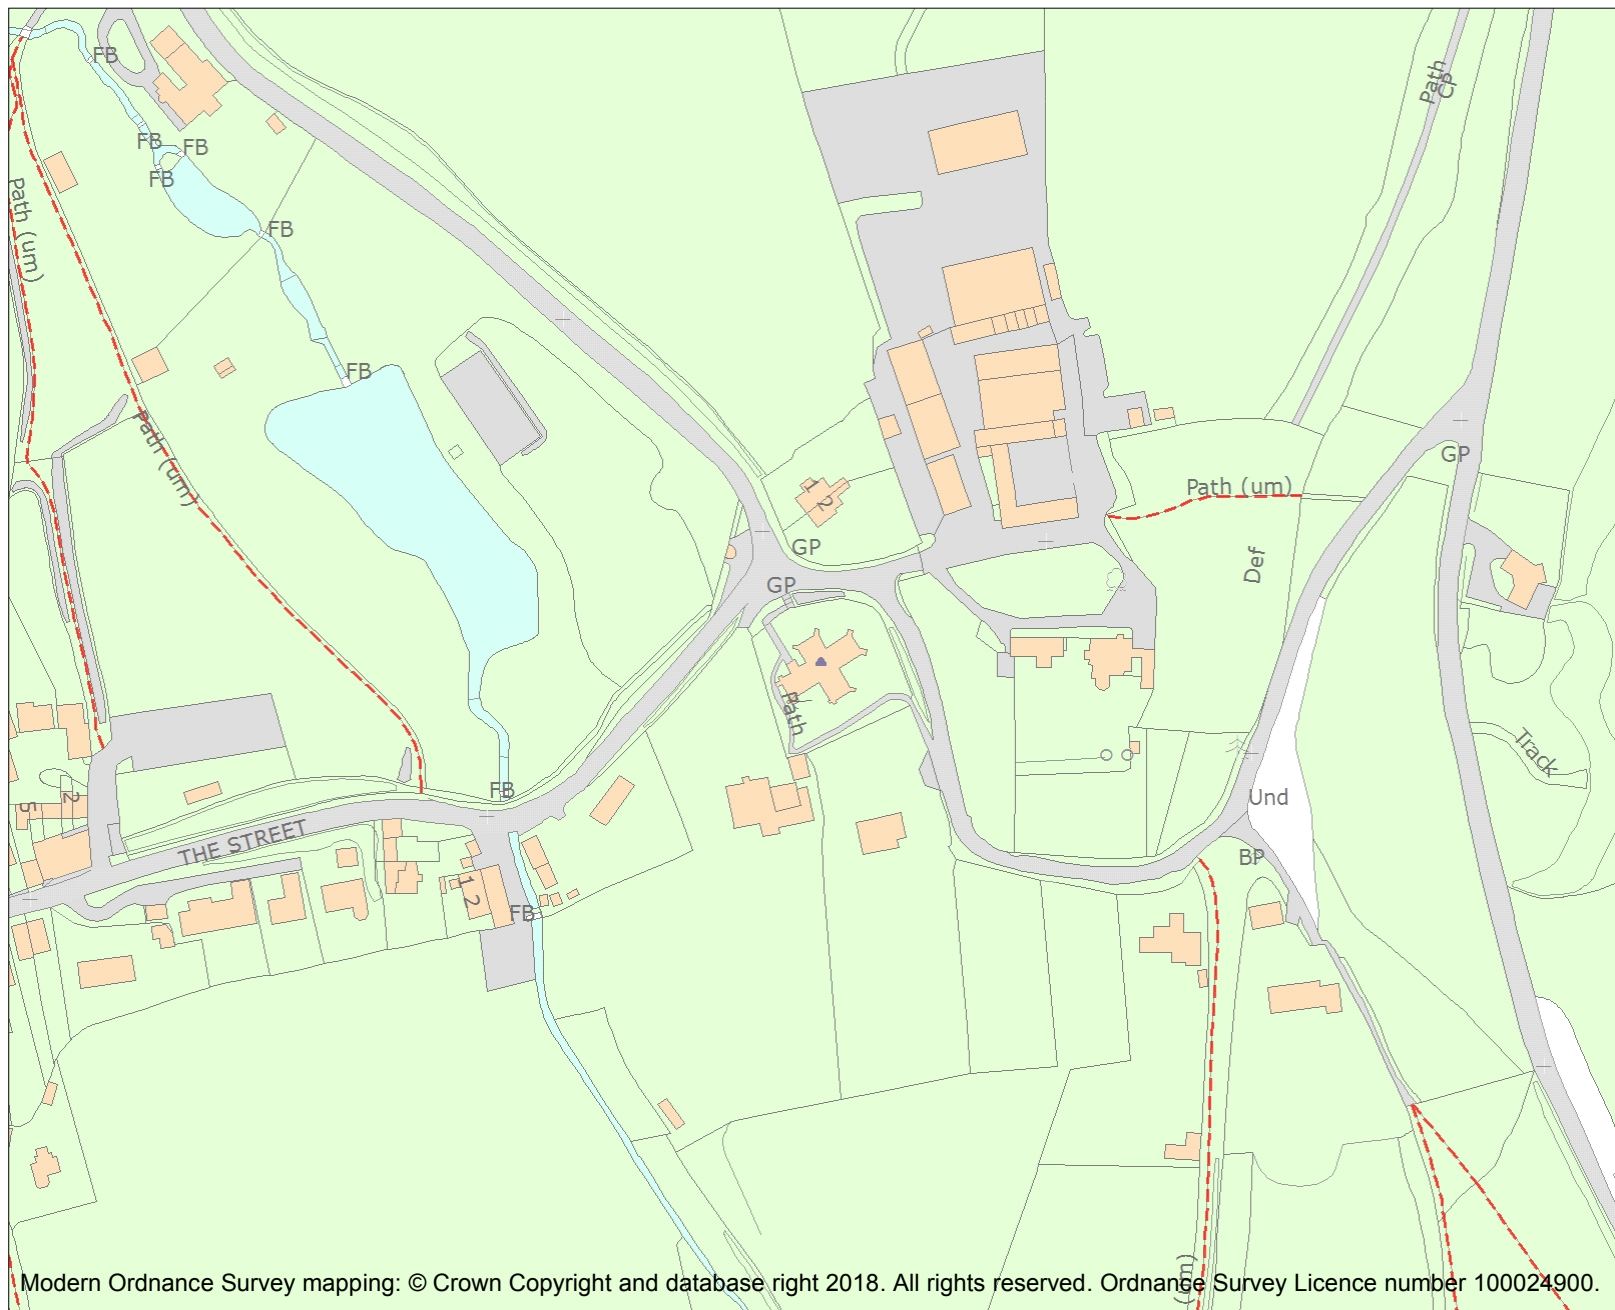 FB
Path
CP
FB
FB
FB
Path (um)
FB
FB
Path (um)
GP
1 2
Path (um)
GP
Def
GP
Path
Track
FB
2
5
Und
THE STREET
BP
1 2
FB
(um)
Modern Ordnance Survey mapping: © Crown Copyright and database right 2018. All rights reserved. Ordnance Survey Licence number 100024900.